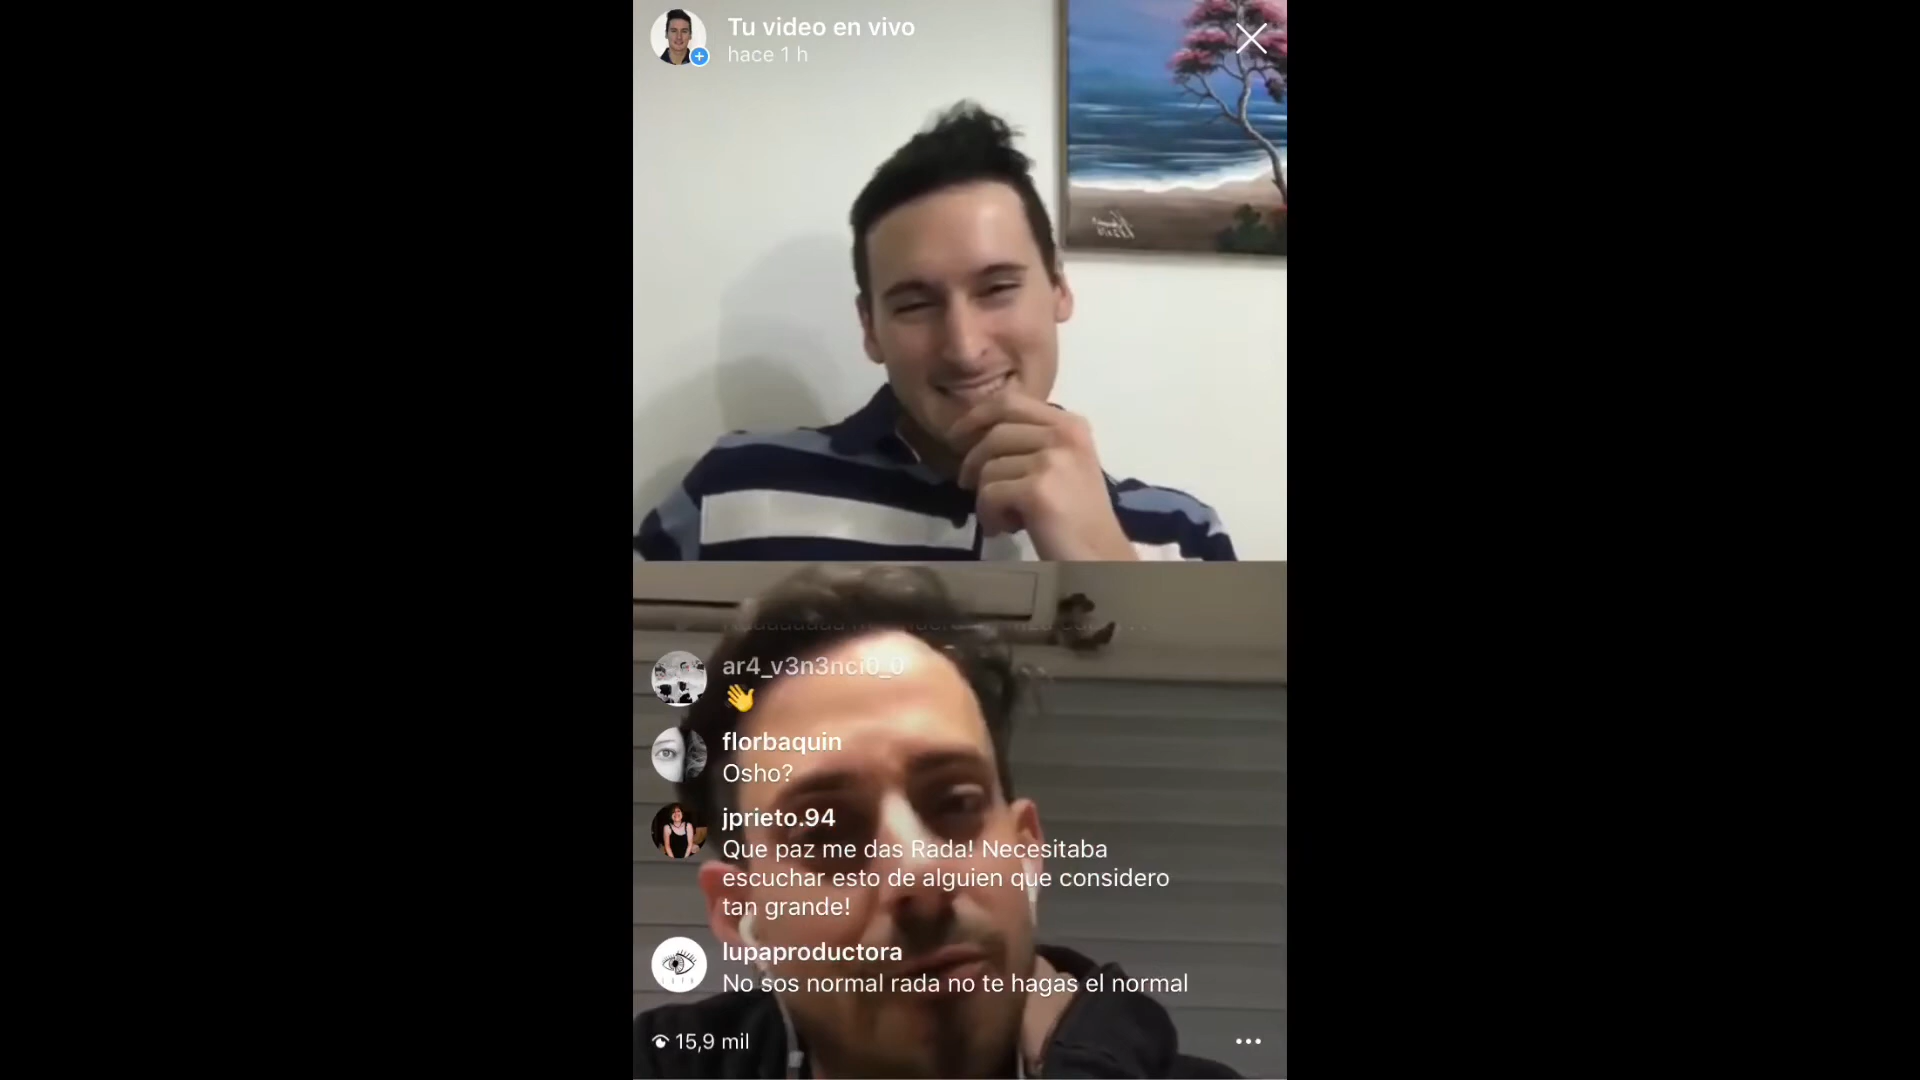 Tu video en vivo
hace 1 h
ar4_v3n3nci0_0
👋
florbaquin
Osho?
jprieto.94
Que paz me das Rada! Necesitaba
escuchar esto de alguien que considero
tan grande!
lupaproductora
No sos normal rada no te hagas el normal
15,9 mil